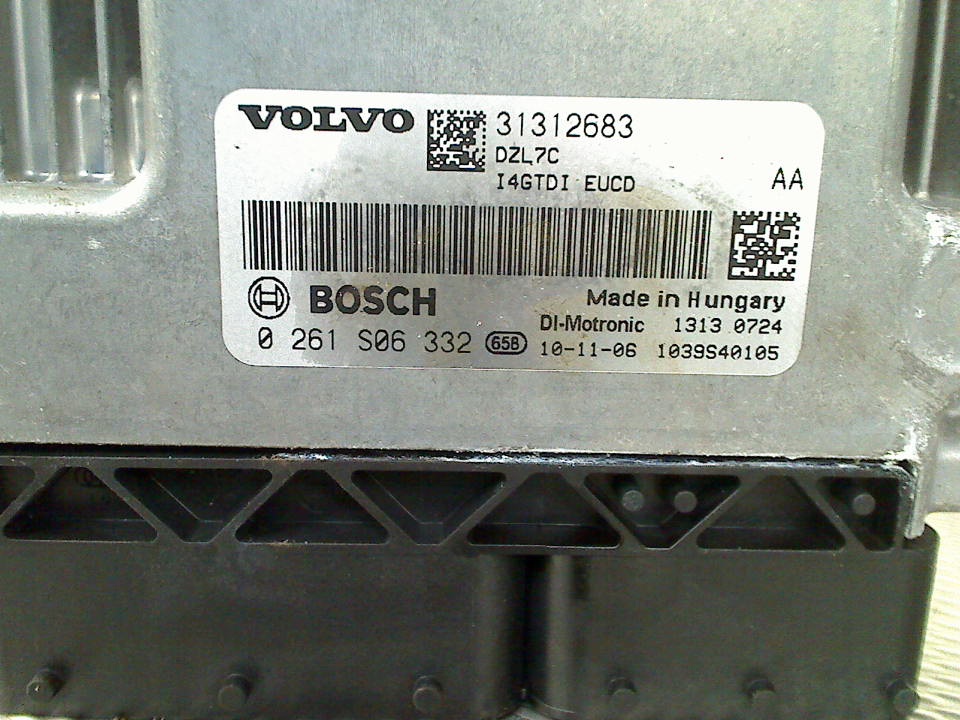 VOLVO 31312683
DZL7C
I4GTDI EUCD AA
BOSCH Made in Hungary
DI-Motronic 1313 0724
0 261 S06 332 658 10-11-06 1039S40105